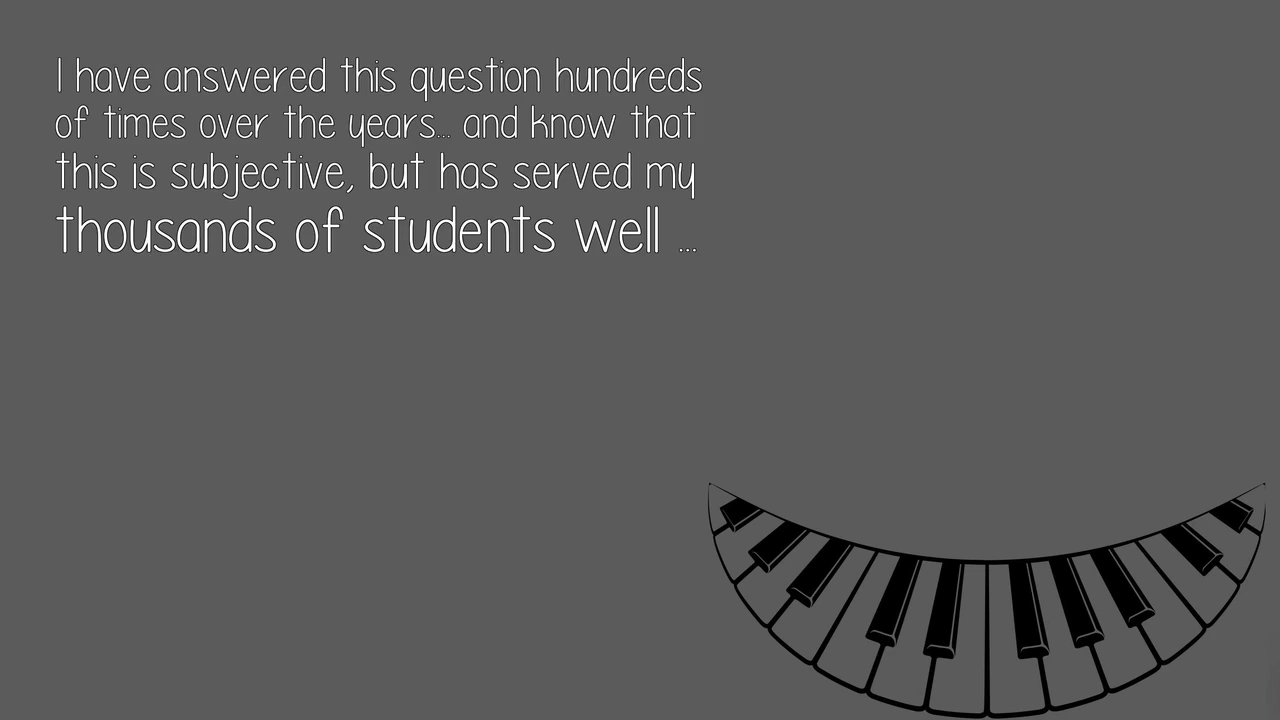 I have answered this question hundreds
of times over the years... and know that
this is subjective, but has served my
thousands of students well ...